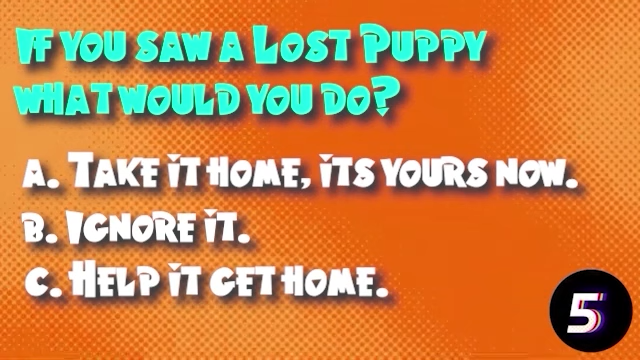 If you saw a Lost Puppy
what would you do?
A. Take it home, its yours now.
B. Ignore it.
C. Help it get home.
5